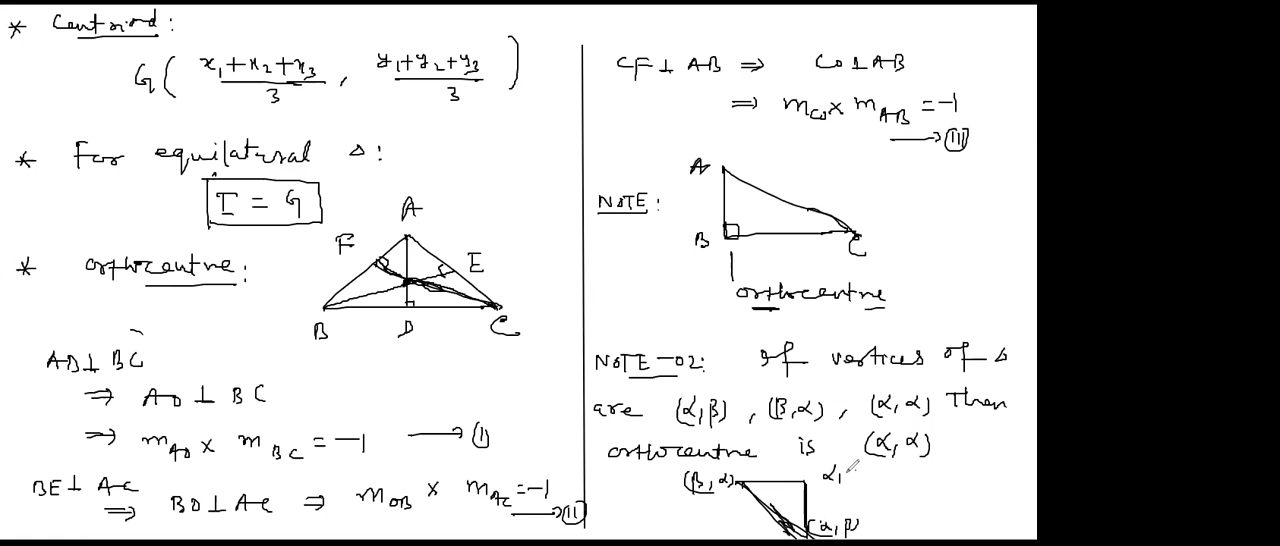 * Centriod :
G( x₁+x₂+x₃/3 , y₁+y₂+y₃/3 )
* For equilateral △ :
I = G
* orthocentre :
A
F
E
B
D
C
AD⊥BC
⇒ AO ⊥ BC
⇒ m_AO × m_BC = −1 ⟶ (I)
BE⊥AC ⇒ BO⊥AC ⇒ m_OB × m_AC = −1 ⟶ (II)
CF⊥AB ⇒ CO⊥AB
⇒ m_CO × m_AB = −1
⟶ (III)
NOTE :
A
B
C
orthocentre
NOTE −02: If vertices of △
are (α,β) , (β,α) , (α,α) Then
orthocentre is (α,α)
(β,α)
α,
(α,β)